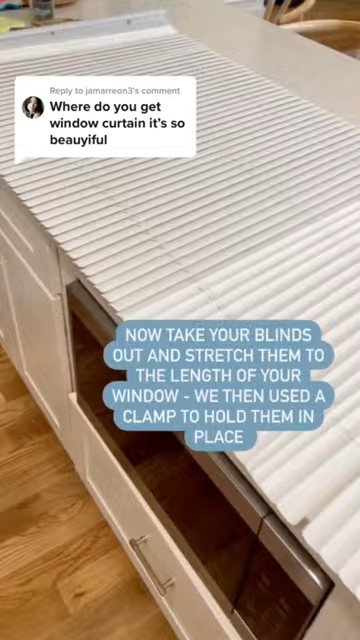 Reply to jamarreon3's comment
Where do you get
window curtain it's so
beauyiful
NOW TAKE YOUR BLINDS
OUT AND STRETCH THEM TO
THE LENGTH OF YOUR
WINDOW - WE THEN USED A
CLAMP TO HOLD THEM IN
PLACE